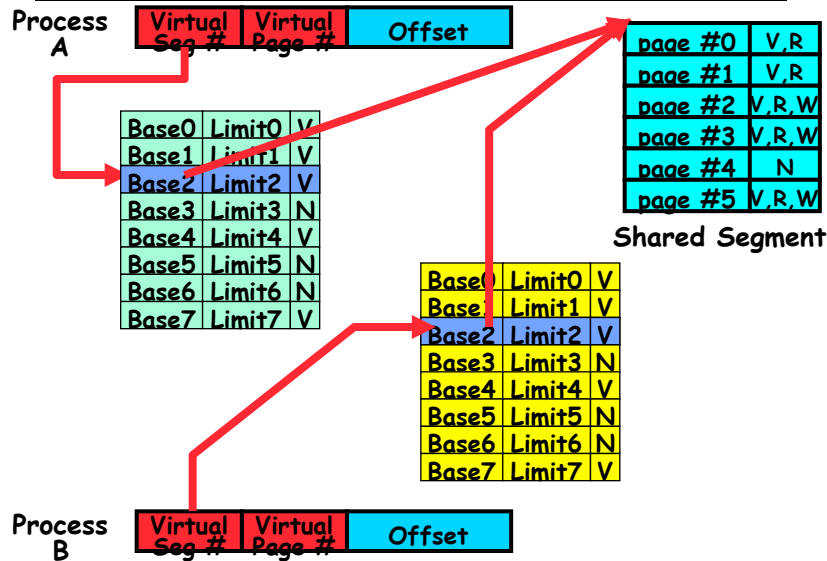 Process A
Virtual Seg # Virtual Page # Offset
page #0 V,R
page #1 V,R
page #2 V,R,W
page #3 V,R,W
page #4 N
page #5 V,R,W
Shared Segment
Base0 Limit0 V
Base1 Limit1 V
Base2 Limit2 V
Base3 Limit3 N
Base4 Limit4 V
Base5 Limit5 N
Base6 Limit6 N
Base7 Limit7 V
Base0 Limit0 V
Base1 Limit1 V
Base2 Limit2 V
Base3 Limit3 N
Base4 Limit4 V
Base5 Limit5 N
Base6 Limit6 N
Base7 Limit7 V
Process B
Virtual Seg # Virtual Page # Offset